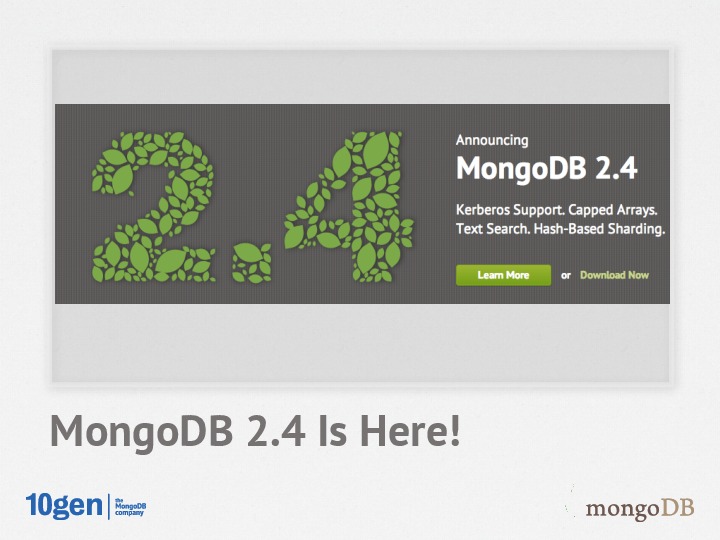 2.4
Announcing
MongoDB 2.4
Kerberos Support. Capped Arrays.
Text Search. Hash-Based Sharding.
Learn More or Download Now
MongoDB 2.4 Is Here!
10gen
the
MongoDB
company
mongoDB